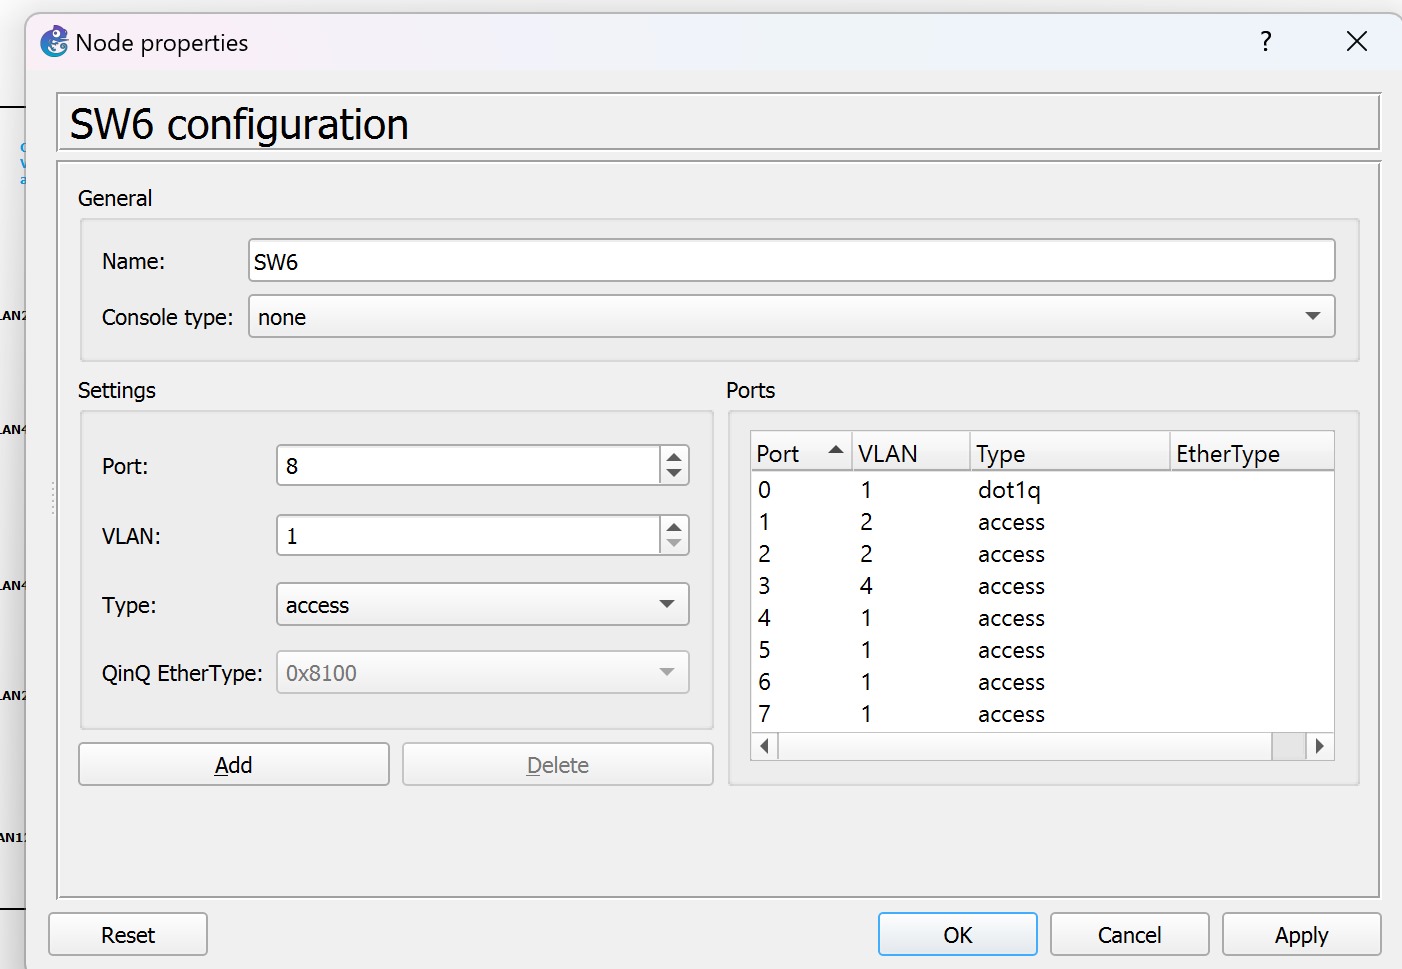 Node properties
?
SW6 configuration
General
Name:
SW6
Console type:
none
Settings
Port:
8
VLAN:
1
Type:
access
QinQ EtherType:
0x8100
Add
Delete
Ports
Port VLAN Type EtherType
0 1 dot1q
1 2 access
2 2 access
3 4 access
4 1 access
5 1 access
6 1 access
7 1 access
Reset
OK
Cancel
Apply